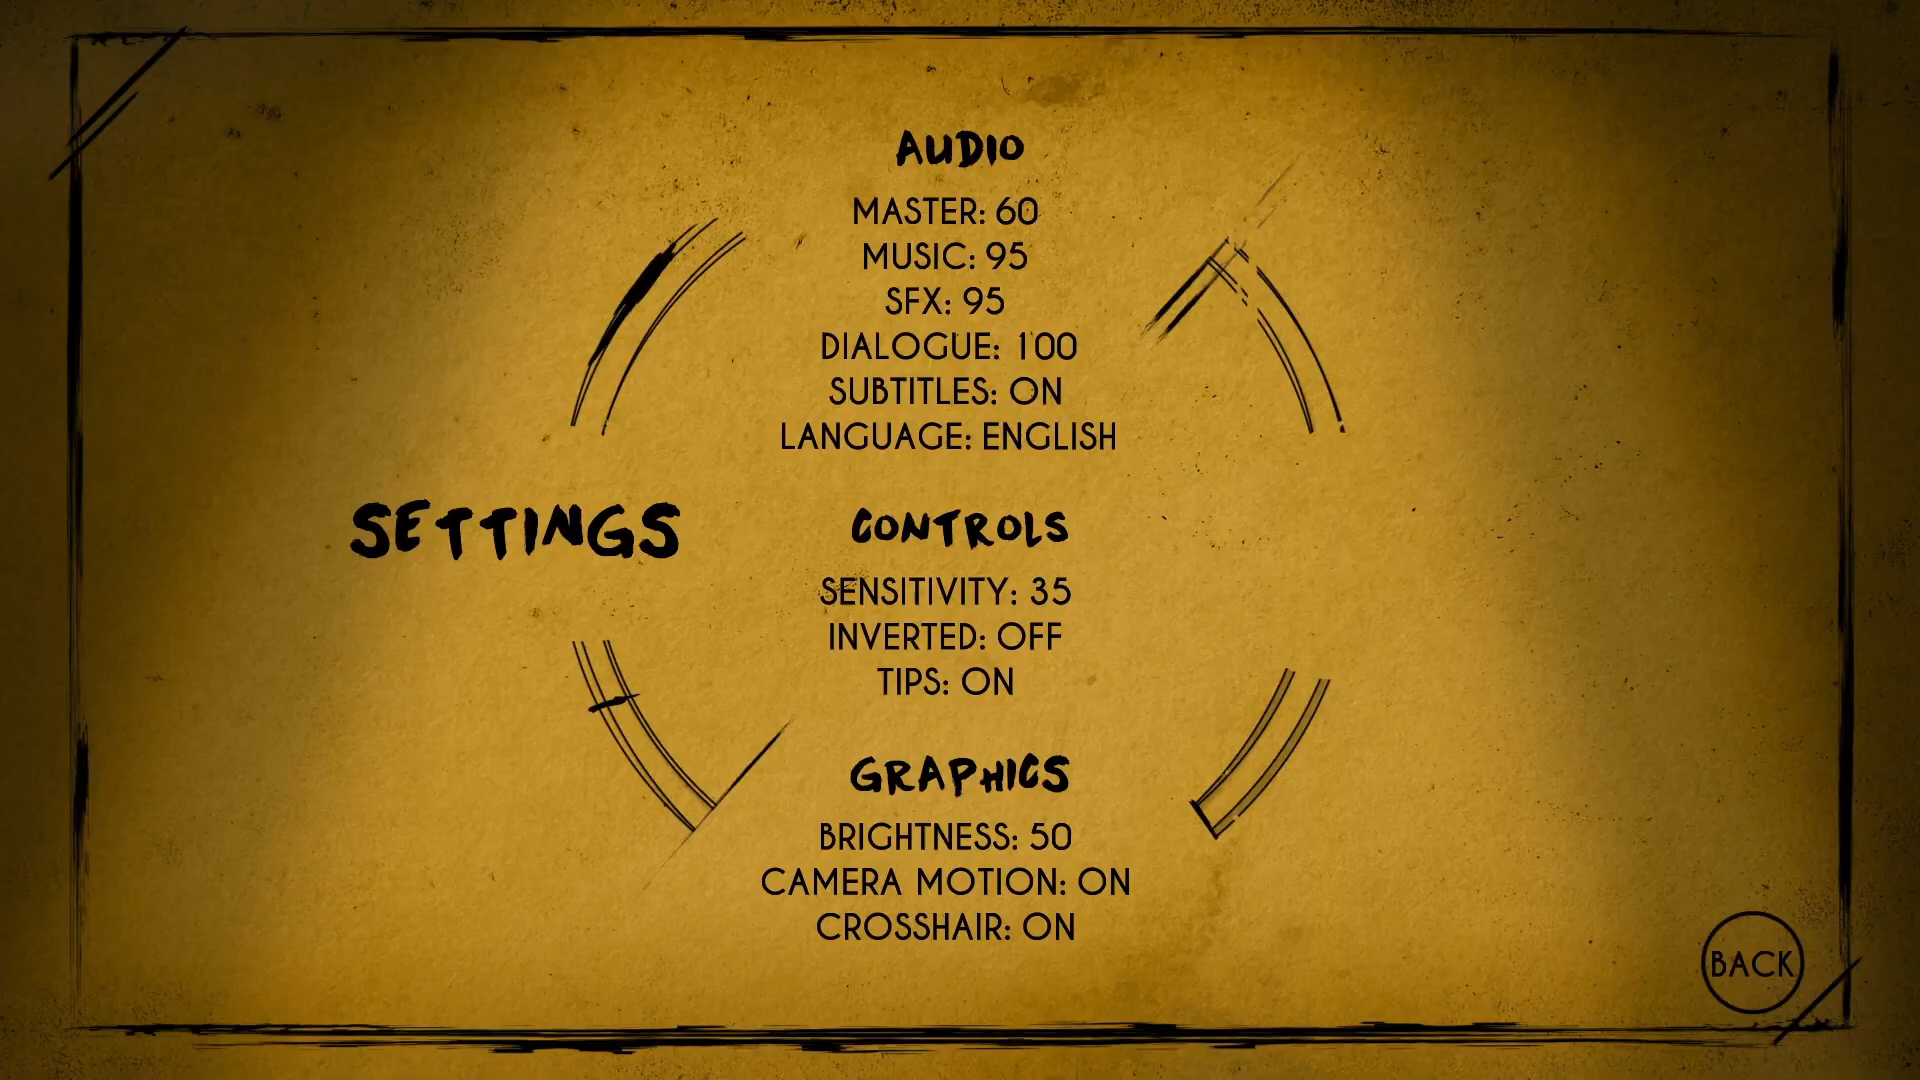 SETTINGS
AUDIO
MASTER: 60
MUSIC: 95
SFX: 95
DIALOGUE: 100
SUBTITLES: ON
LANGUAGE: ENGLISH
CONTROLS
SENSITIVITY: 35
INVERTED: OFF
TIPS: ON
GRAPHICS
BRIGHTNESS: 50
CAMERA MOTION: ON
CROSSHAIR: ON
BACK